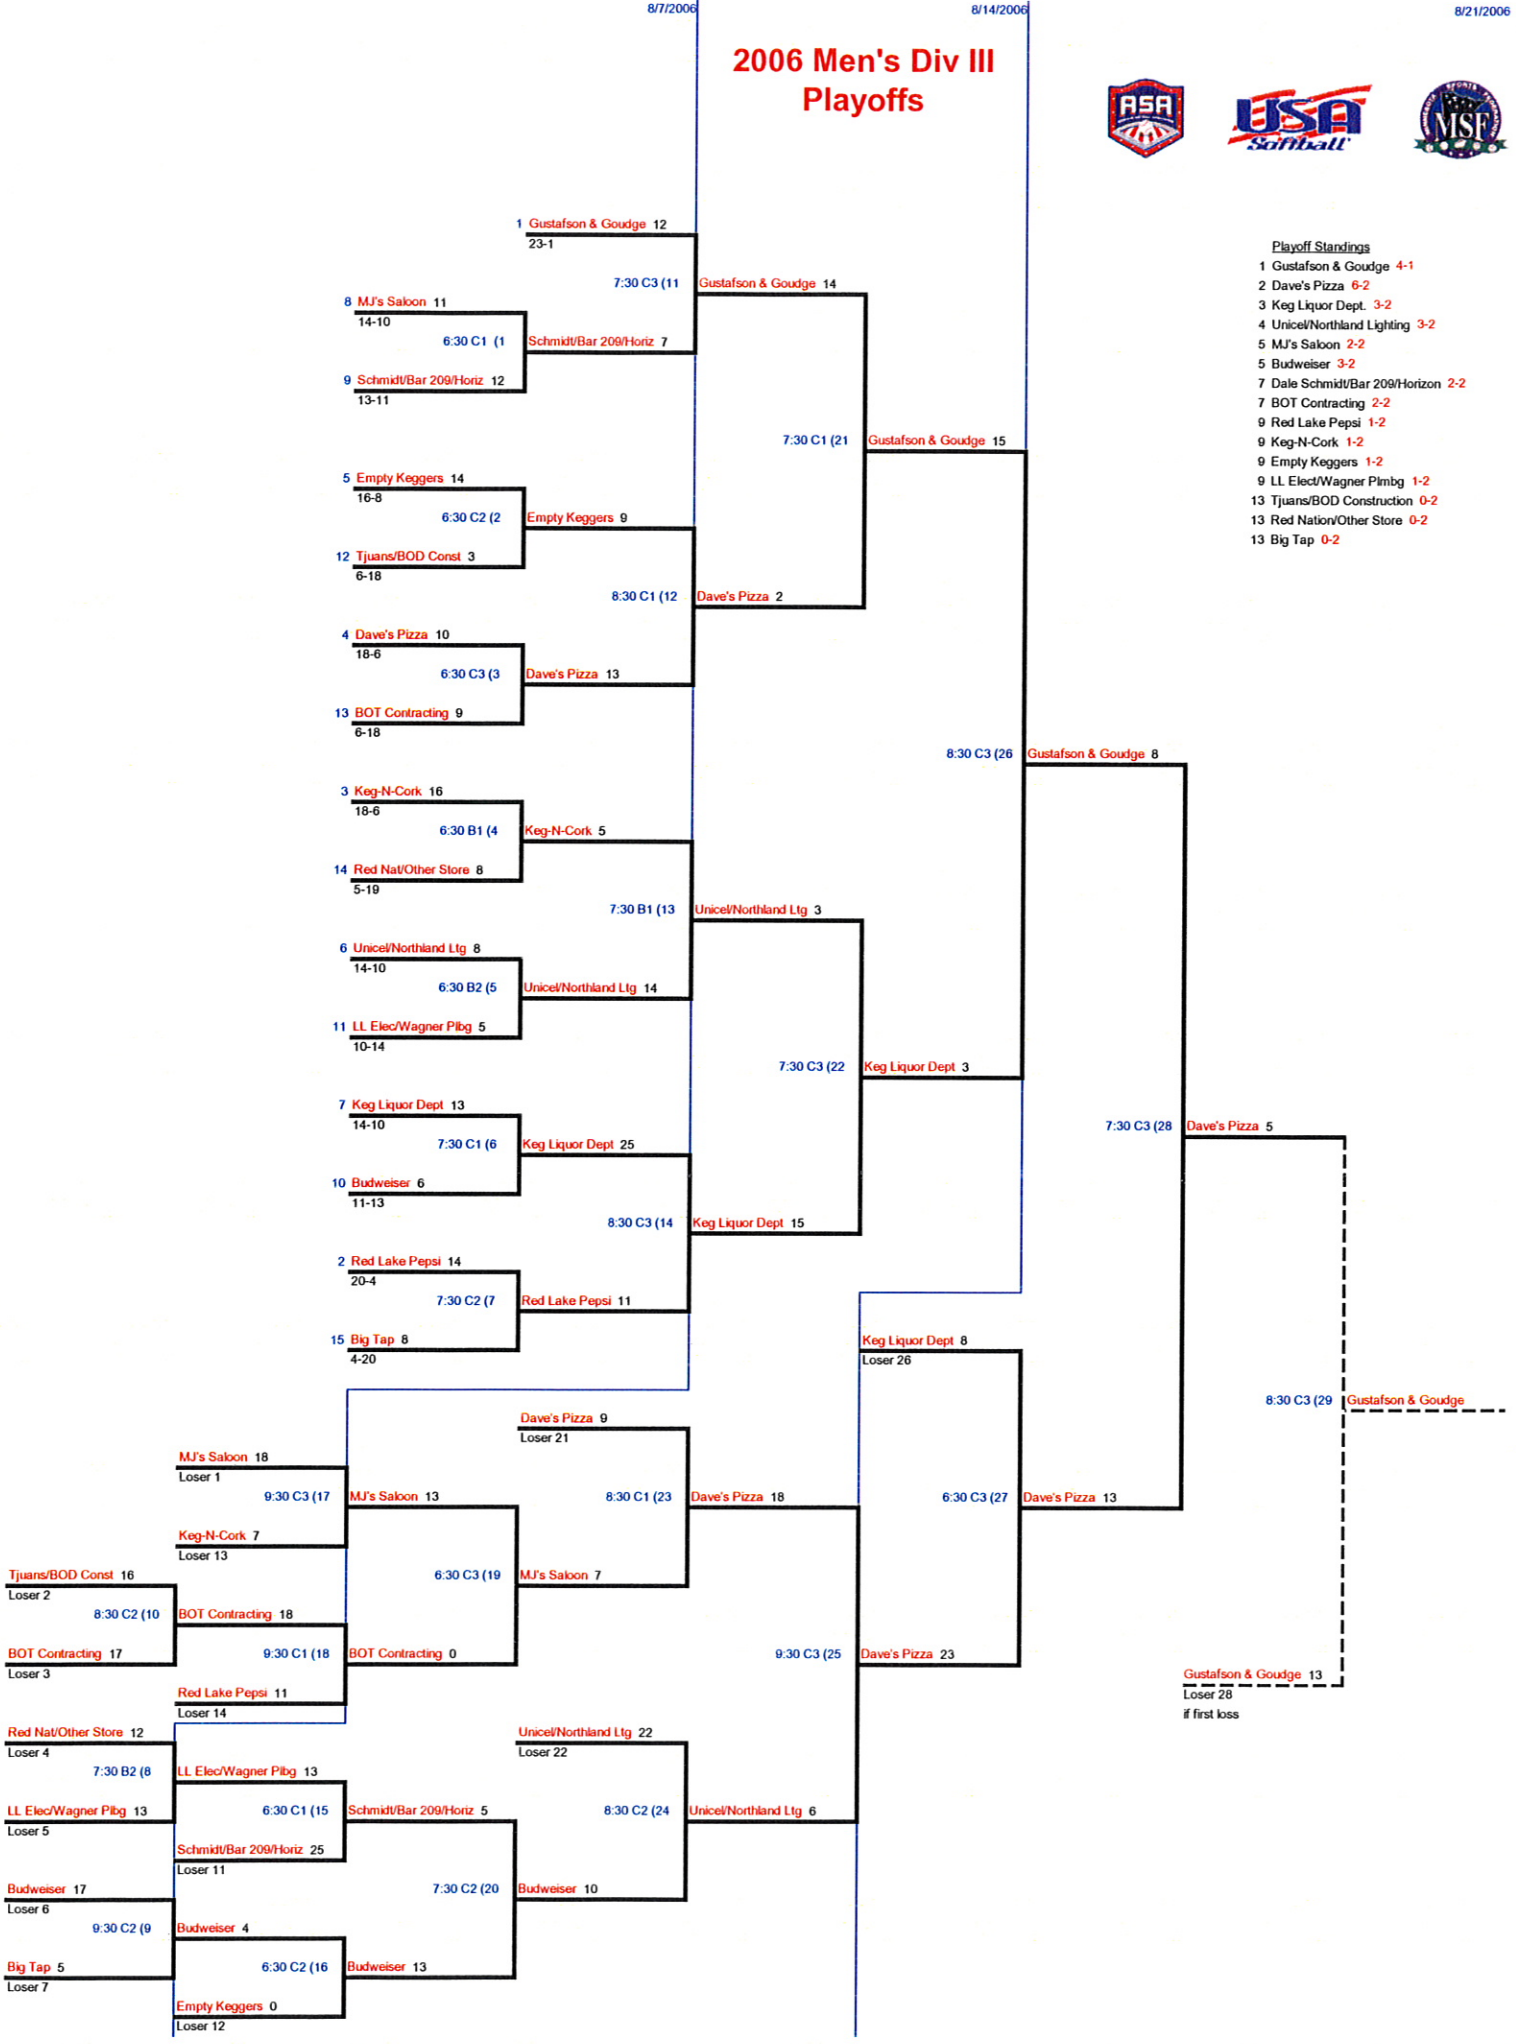 8/7/2006
8/14/2006
8/21/2006
2006 Men's Div III
Playoffs
ASA
USA
Softball
MSF
Playoff Standings
1 Gustafson & Goudge 4-1
2 Dave's Pizza 6-2
3 Keg Liquor Dept. 3-2
4 Unicel/Northland Lighting 3-2
5 MJ's Saloon 2-2
5 Budweiser 3-2
7 Dale Schmidt/Bar 209/Horizon 2-2
7 BOT Contracting 2-2
9 Red Lake Pepsi 1-2
9 Keg-N-Cork 1-2
9 Empty Keggers 1-2
9 LL Elect/Wagner Plmbg 1-2
13 Tjuans/BOD Construction 0-2
13 Red Nation/Other Store 0-2
13 Big Tap 0-2
1 Gustafson & Goudge 12
23-1
7:30 C3 (11
Gustafson & Goudge 14
8 MJ's Saloon 11
14-10
6:30 C1 (1
Schmidt/Bar 209/Horiz 7
9 Schmidt/Bar 209/Horiz 12
13-11
7:30 C1 (21
Gustafson & Goudge 15
5 Empty Keggers 14
16-8
6:30 C2 (2
Empty Keggers 9
12 Tjuans/BOD Const 3
6-18
8:30 C1 (12
Dave's Pizza 2
4 Dave's Pizza 10
18-6
6:30 C3 (3
Dave's Pizza 13
13 BOT Contracting 9
6-18
8:30 C3 (26
Gustafson & Goudge 8
3 Keg-N-Cork 16
18-6
6:30 B1 (4
Keg-N-Cork 5
14 Red Nat/Other Store 8
5-19
7:30 B1 (13
Unicel/Northland Ltg 3
6 Unicel/Northland Ltg 8
14-10
6:30 B2 (5
Unicel/Northland Ltg 14
11 LL Elec/Wagner Plbg 5
10-14
7:30 C3 (22
Keg Liquor Dept 3
7 Keg Liquor Dept 13
14-10
7:30 C1 (6
Keg Liquor Dept 25
7:30 C3 (28
Dave's Pizza 5
10 Budweiser 6
11-13
8:30 C3 (14
Keg Liquor Dept 15
2 Red Lake Pepsi 14
20-4
7:30 C2 (7
Red Lake Pepsi 11
15 Big Tap 8
4-20
Keg Liquor Dept 8
Loser 26
8:30 C3 (29
Gustafson & Goudge
Dave's Pizza 9
Loser 21
MJ's Saloon 18
Loser 1
9:30 C3 (17
MJ's Saloon 13
8:30 C1 (23
Dave's Pizza 18
6:30 C3 (27
Dave's Pizza 13
Keg-N-Cork 7
Loser 13
Tjuans/BOD Const 16
Loser 2
6:30 C3 (19
MJ's Saloon 7
8:30 C2 (10
BOT Contracting 18
BOT Contracting 17
Loser 3
9:30 C1 (18
BOT Contracting 0
9:30 C3 (25
Dave's Pizza 23
Red Lake Pepsi 11
Loser 14
Gustafson & Goudge 13
Loser 28
if first loss
Red Nat/Other Store 12
Loser 4
Unicel/Northland Ltg 22
Loser 22
7:30 B2 (8
LL Elec/Wagner Plbg 13
LL Elec/Wagner Plbg 13
Loser 5
6:30 C1 (15
Schmidt/Bar 209/Horiz 5
8:30 C2 (24
Unicel/Northland Ltg 6
Schmidt/Bar 209/Horiz 25
Loser 11
Budweiser 17
Loser 6
7:30 C2 (20
Budweiser 10
9:30 C2 (9
Budweiser 4
Big Tap 5
Loser 7
6:30 C2 (16
Budweiser 13
Empty Keggers 0
Loser 12